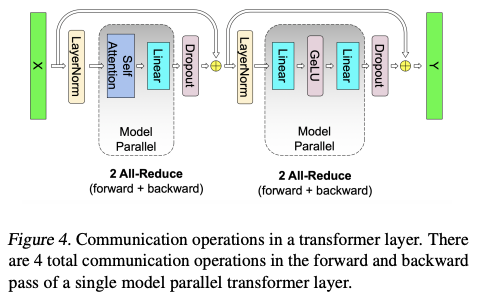 X
LayerNorm
Self
Attention
Linear
Dropout
Model
Parallel
2 All-Reduce
(forward + backward)
LayerNorm
Linear
GeLU
Linear
Dropout
Y
Model
Parallel
2 All-Reduce
(forward + backward)
Figure 4. Communication operations in a transformer layer. There
are 4 total communication operations in the forward and backward
pass of a single model parallel transformer layer.